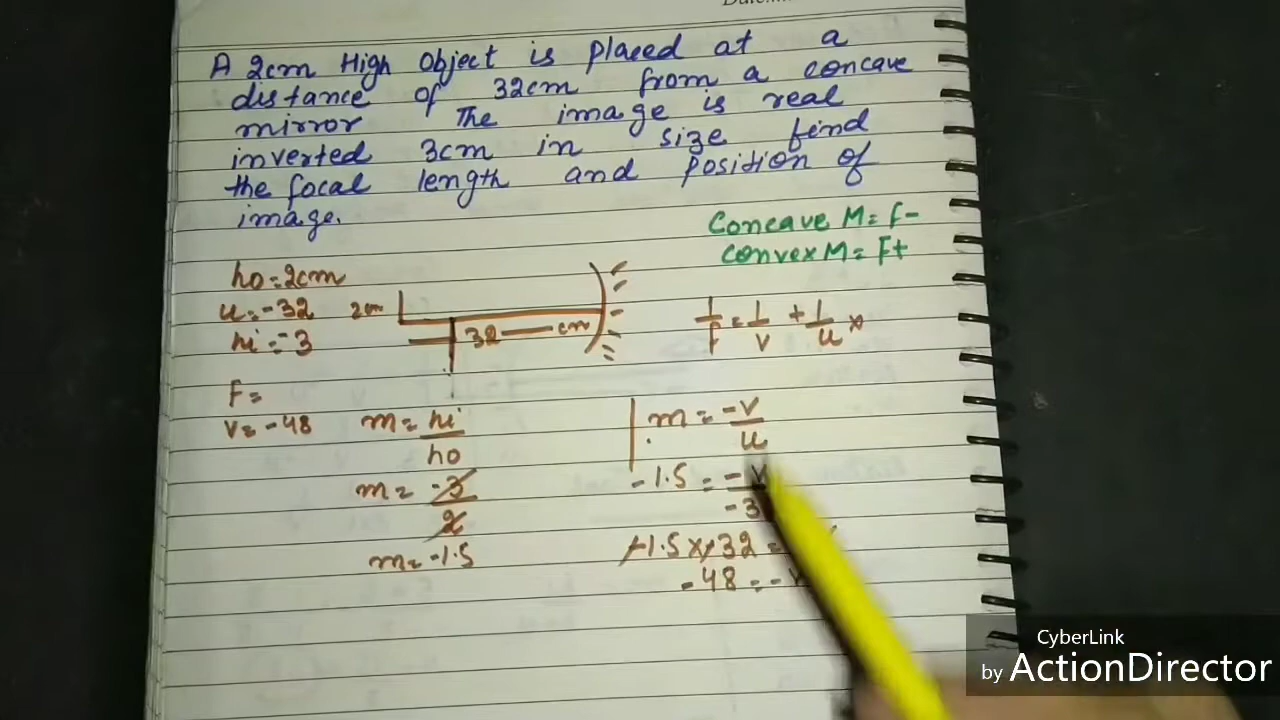 A 2cm High object is placed at a
distance of 32cm from a concave
mirror The image is real
inverted 3cm in size find
the focal length and position of
image.
Concave M = f-
Convex M = F+
ho = 2cm
u = -32
hi = -3
2cm
32 cm
1/f = 1/v + 1/u
F =
v = -48
m = hi/ho
m = -3/2
m = -1.5
m = -v/u
-1.5 =
-1.5 x -32 =
-48 = -v
CyberLink
by ActionDirector